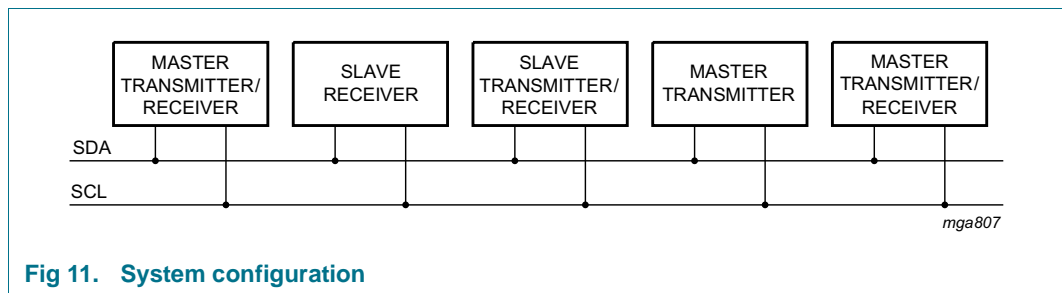 MASTER
TRANSMITTER/
RECEIVER
SLAVE
RECEIVER
SLAVE
TRANSMITTER/
RECEIVER
MASTER
TRANSMITTER
MASTER
TRANSMITTER/
RECEIVER
SDA
SCL
mga807
Fig 11. System configuration